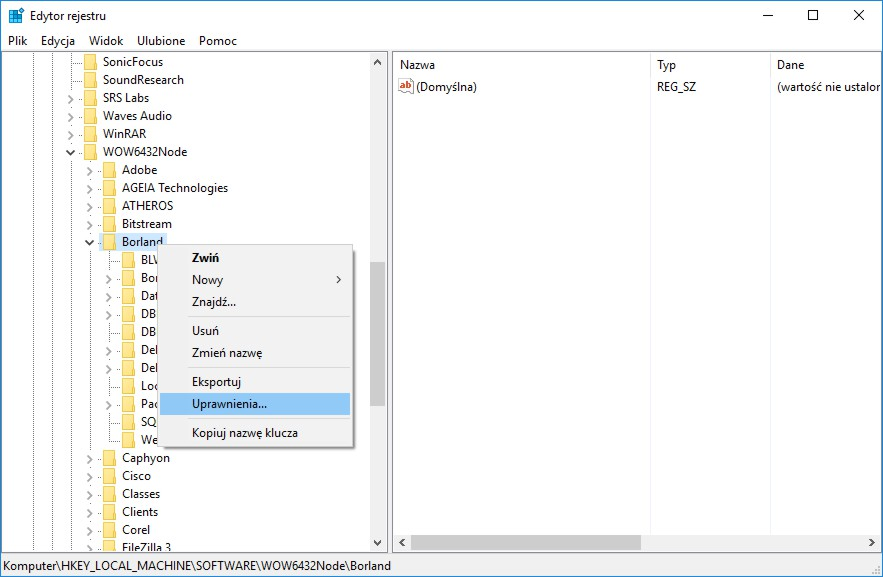 Edytor rejestru
Plik Edycja Widok Ulubione Pomoc
SonicFocus
SoundResearch
SRS Labs
Waves Audio
WinRAR
WOW6432Node
Adobe
AGEIA Technologies
ATHEROS
Bitstream
Borland
BLW
Bor
Dat
DB
DB
Del
Del
Loc
Pac
SQ
We
Caphyon
Cisco
Classes
Clients
Corel
FileZilla 3
Zwiń
Nowy
Znajdź...
Usuń
Zmień nazwę
Eksportuj
Uprawnienia...
Kopiuj nazwę klucza
Nazwa Typ Dane
ab (Domyślna) REG_SZ (wartość nie ustalor
Komputer\HKEY_LOCAL_MACHINE\SOFTWARE\WOW6432Node\Borland